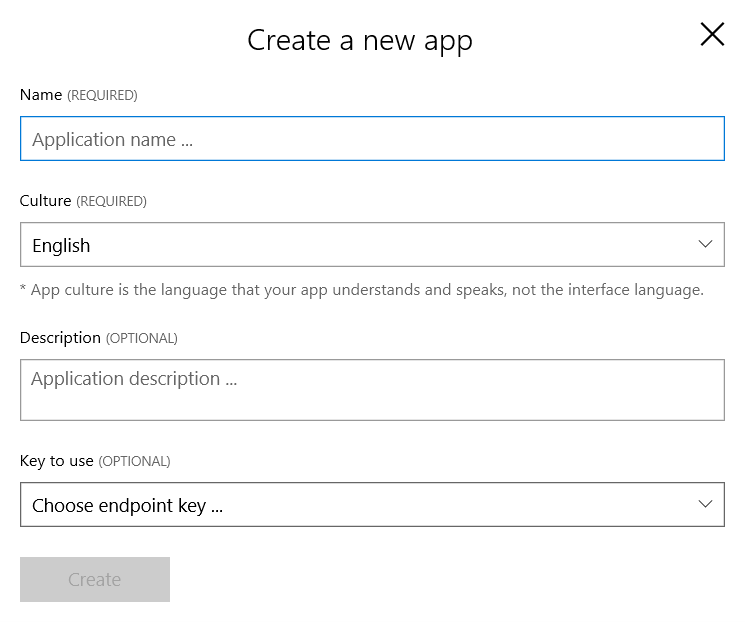 Create a new app
Name (REQUIRED)
Application name ...
Culture (REQUIRED)
English
* App culture is the language that your app understands and speaks, not the interface language.
Description (OPTIONAL)
Application description ...
Key to use (OPTIONAL)
Choose endpoint key ...
Create